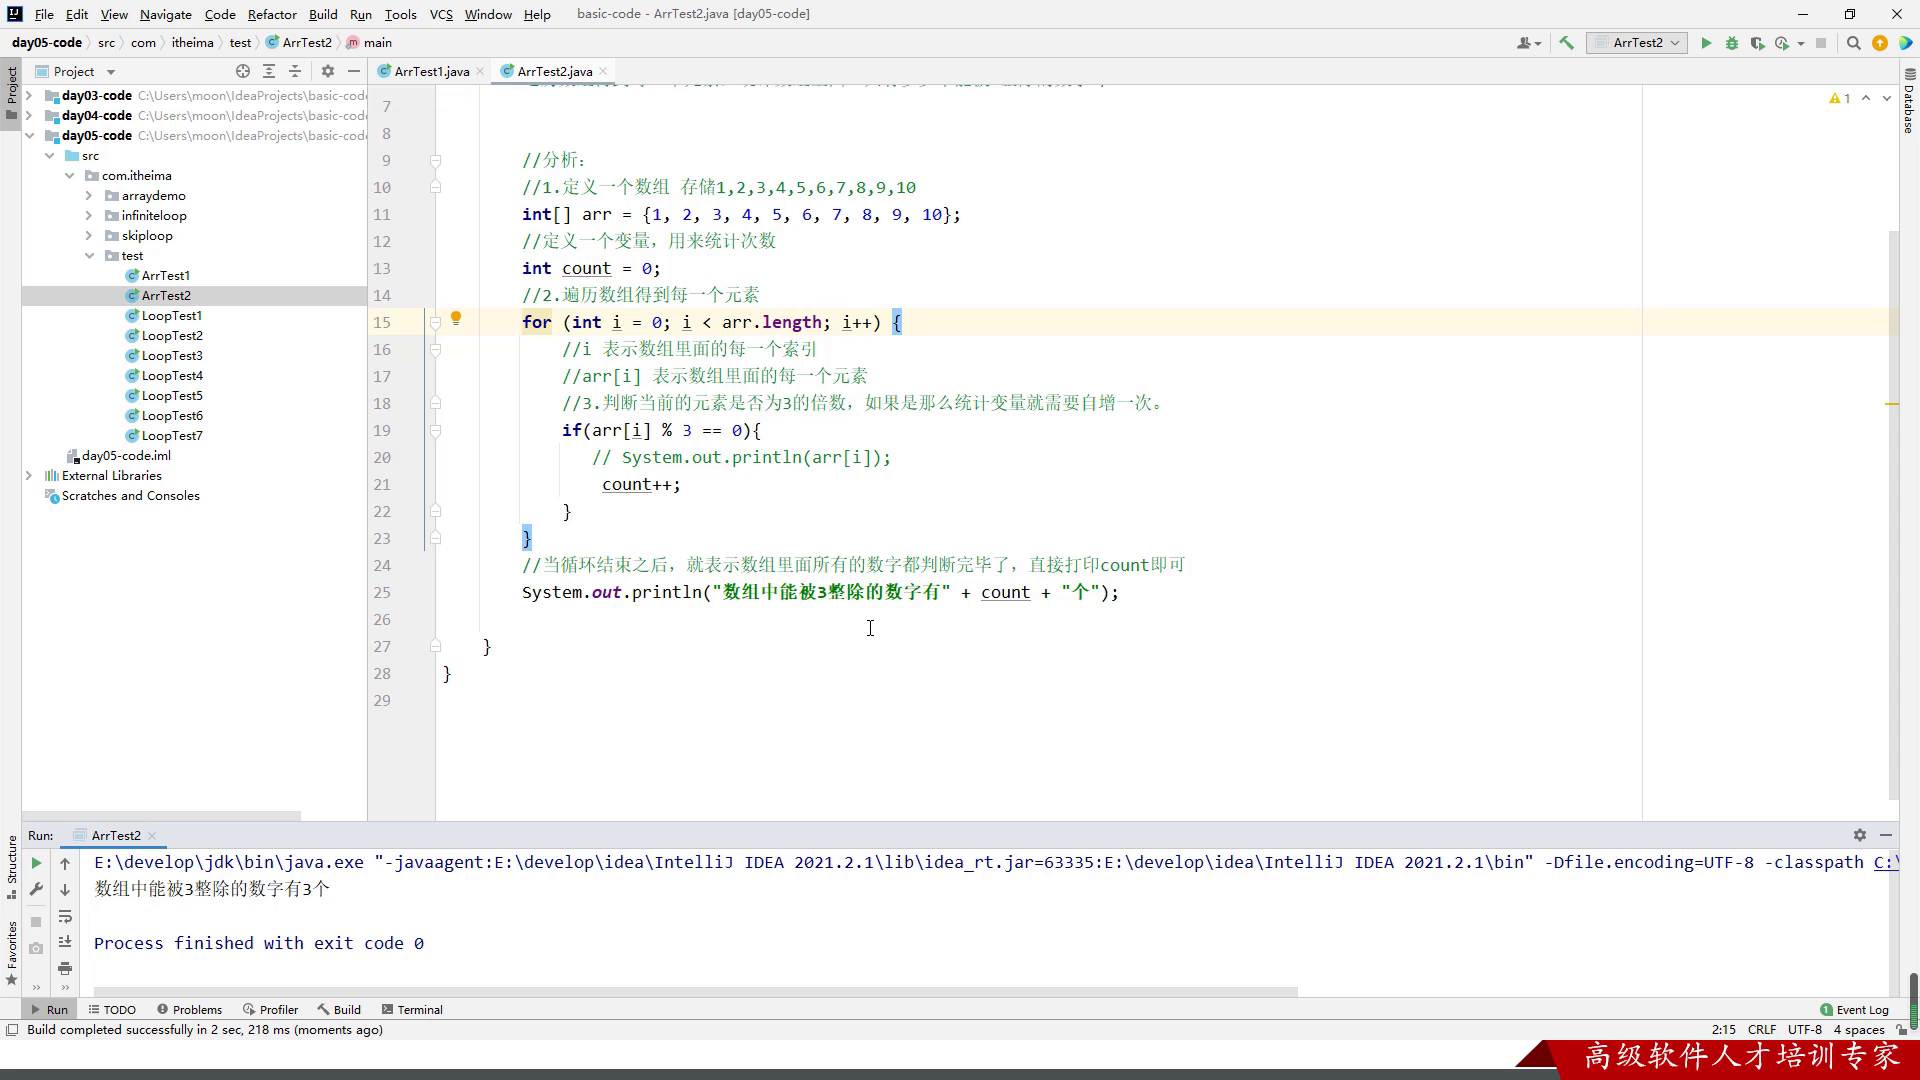 File Edit View Navigate Code Refactor Build Run Tools VCS Window Help basic-code - ArrTest2.java [day05-code]
day05-code src com itheima test ArrTest2 main
ArrTest2
Project
ArrTest1.java
ArrTest2.java
day03-code C:\Users\moon\IdeaProjects\basic-code
day04-code C:\Users\moon\IdeaProjects\basic-code
day05-code C:\Users\moon\IdeaProjects\basic-code
src
com.itheima
arraydemo
infiniteloop
skiploop
test
ArrTest1
ArrTest2
LoopTest1
LoopTest2
LoopTest3
LoopTest4
LoopTest5
LoopTest6
LoopTest7
day05-code.iml
External Libraries
Scratches and Consoles
7
8
9 //分析:
10 //1.定义一个数组 存储1,2,3,4,5,6,7,8,9,10
11 int[] arr = {1, 2, 3, 4, 5, 6, 7, 8, 9, 10};
12 //定义一个变量，用来统计次数
13 int count = 0;
14 //2.遍历数组得到每一个元素
15 for (int i = 0; i < arr.length; i++) {
16 //i 表示数组里面的每一个索引
17 //arr[i] 表示数组里面的每一个元素
18 //3.判断当前的元素是否为3的倍数，如果是那么统计变量就需要自增一次。
19 if(arr[i] % 3 == 0){
20 // System.out.println(arr[i]);
21 count++;
22 }
23 }
24 //当循环结束之后，就表示数组里面所有的数字都判断完毕了，直接打印count即可
25 System.out.println("数组中能被3整除的数字有" + count + "个");
26
27 }
28 }
29
1
Project
Database
Structure
Favorites
Run: ArrTest2
E:\develop\jdk\bin\java.exe "-javaagent:E:\develop\idea\IntelliJ IDEA 2021.2.1\lib\idea_rt.jar=63335:E:\develop\idea\IntelliJ IDEA 2021.2.1\bin" -Dfile.encoding=UTF-8 -classpath C:\
数组中能被3整除的数字有3个
Process finished with exit code 0
Run TODO Problems Profiler Build Terminal
1 Event Log
Build completed successfully in 2 sec, 218 ms (moments ago)
2:15 CRLF UTF-8 4 spaces
高级软件人才培训专家